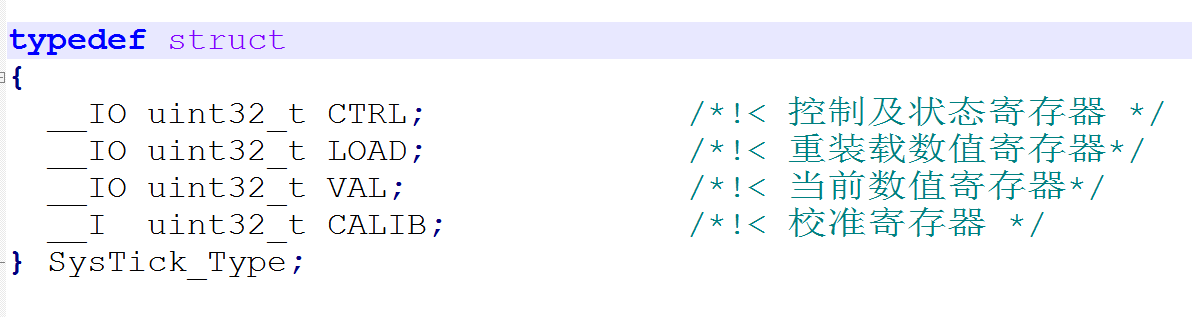 typedef struct
{
__IO uint32_t CTRL; /*!< 控制及状态寄存器 */
__IO uint32_t LOAD; /*!< 重装载数值寄存器*/
__IO uint32_t VAL; /*!< 当前数值寄存器*/
__I  uint32_t CALIB; /*!< 校准寄存器 */
} SysTick_Type;